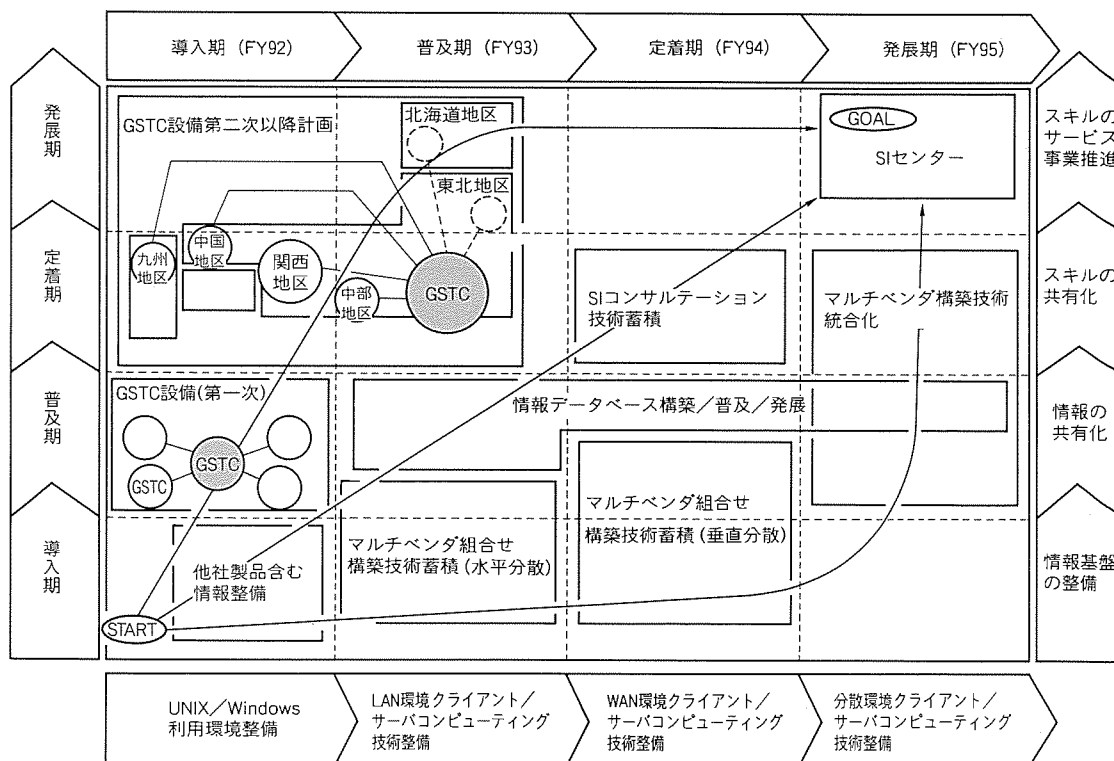 導入期 (FY92)
普及期 (FY93)
定着期 (FY94)
発展期 (FY95)
発展期
定着期
普及期
導入期
GSTC設備第二次以降計画
北海道地区
東北地区
九州
地区
中国
地区
関西
地区
中部
地区
GSTC
GOAL
SIセンター
SIコンサルテーション
技術蓄積
マルチベンダ構築技術
統合化
GSTC設備(第一次)
GSTC
GSTC
情報データベース構築／普及／発展
他社製品含む
情報整備
マルチベンダ組合せ
構築技術蓄積(水平分散)
マルチベンダ組合せ
構築技術蓄積(垂直分散)
START
スキルの
サービス
事業推進
スキルの
共有化
情報の
共有化
情報基盤
の整備
UNIX／Windows
利用環境整備
LAN環境クライアント／
サーバコンピューティング
技術整備
WAN環境クライアント／
サーバコンピューティング
技術整備
分散環境クライアント／
サーバコンピューティング
技術整備